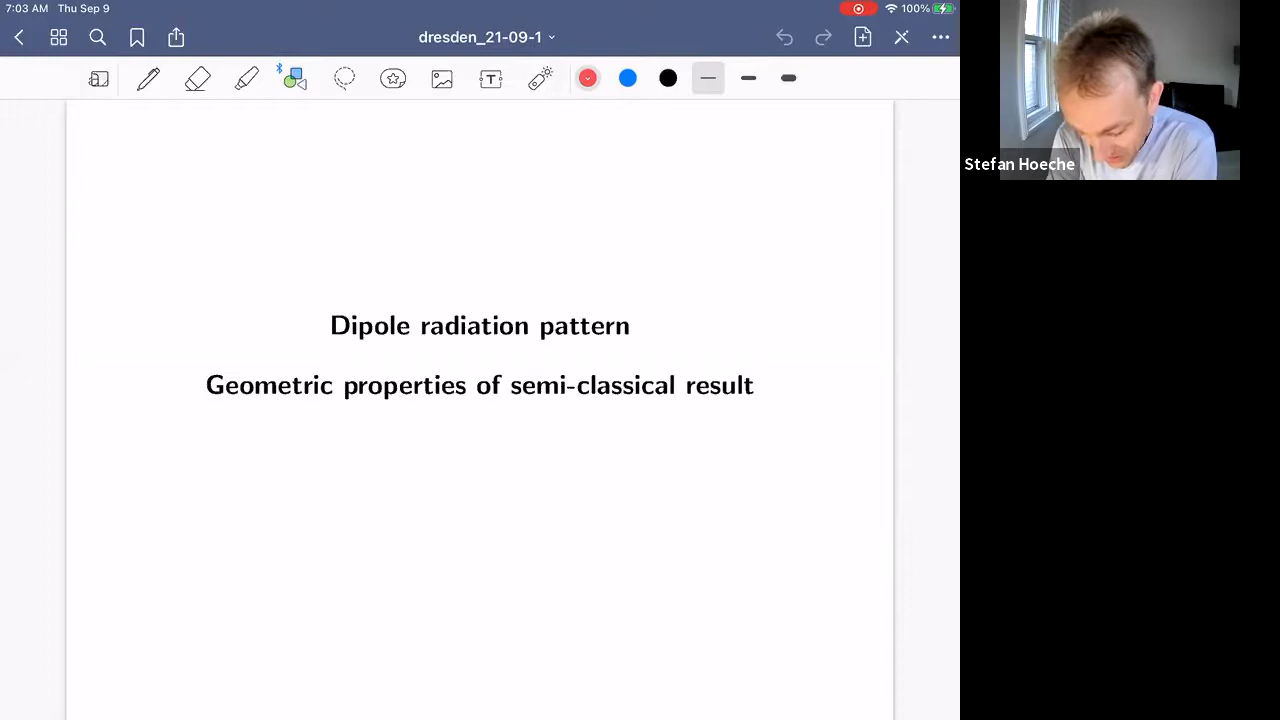 7:03 AM Thu Sep 9
100%
dresden_21-09-1
T
Dipole radiation pattern
Geometric properties of semi-classical result
Stefan Hoeche